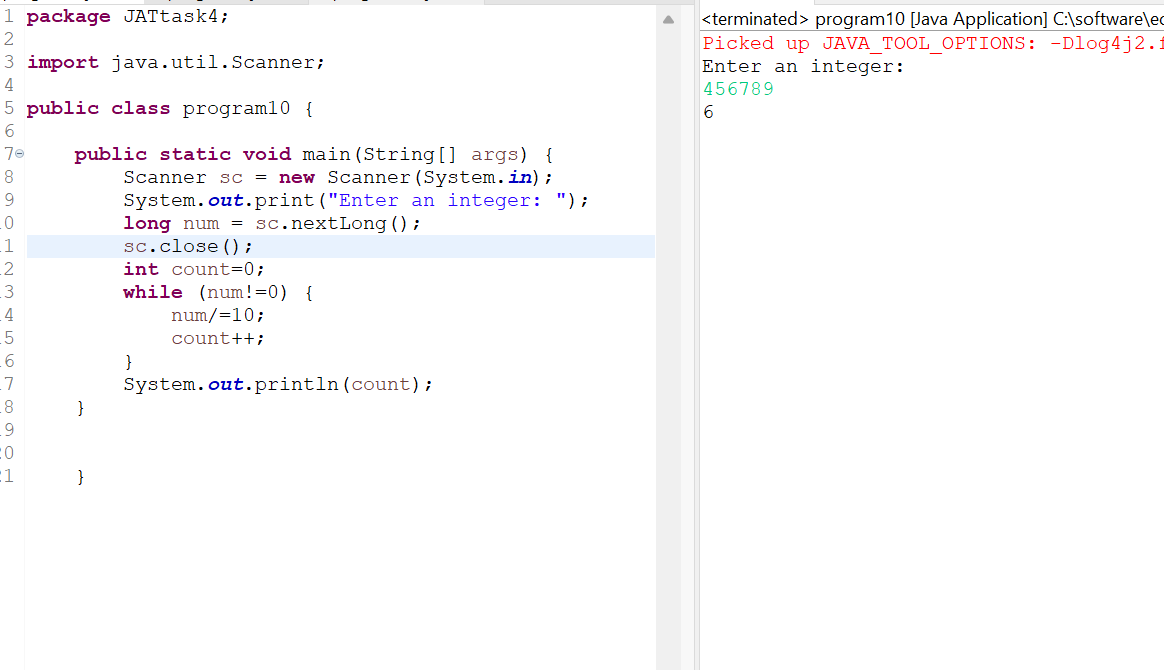 1 package JATtask4;
2
3 import java.util.Scanner;
4
5 public class program10 {
6
7 public static void main(String[] args) {
8 Scanner sc = new Scanner(System.in);
9 System.out.print("Enter an integer: ");
0 long num = sc.nextLong();
1 sc.close();
2 int count=0;
3 while (num!=0) {
4 num/=10;
5 count++;
6 }
7 System.out.println(count);
8 }
9
0
1 }
<terminated> program10 [Java Application] C:\software\ec
Picked up JAVA_TOOL_OPTIONS: -Dlog4j2.f
Enter an integer:
456789
6